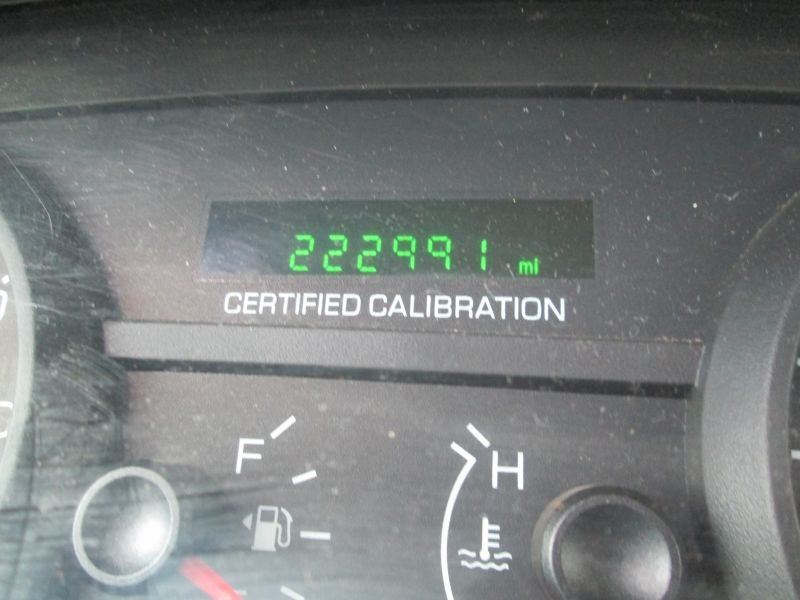 222991 mi
CERTIFIED CALIBRATION
F
H